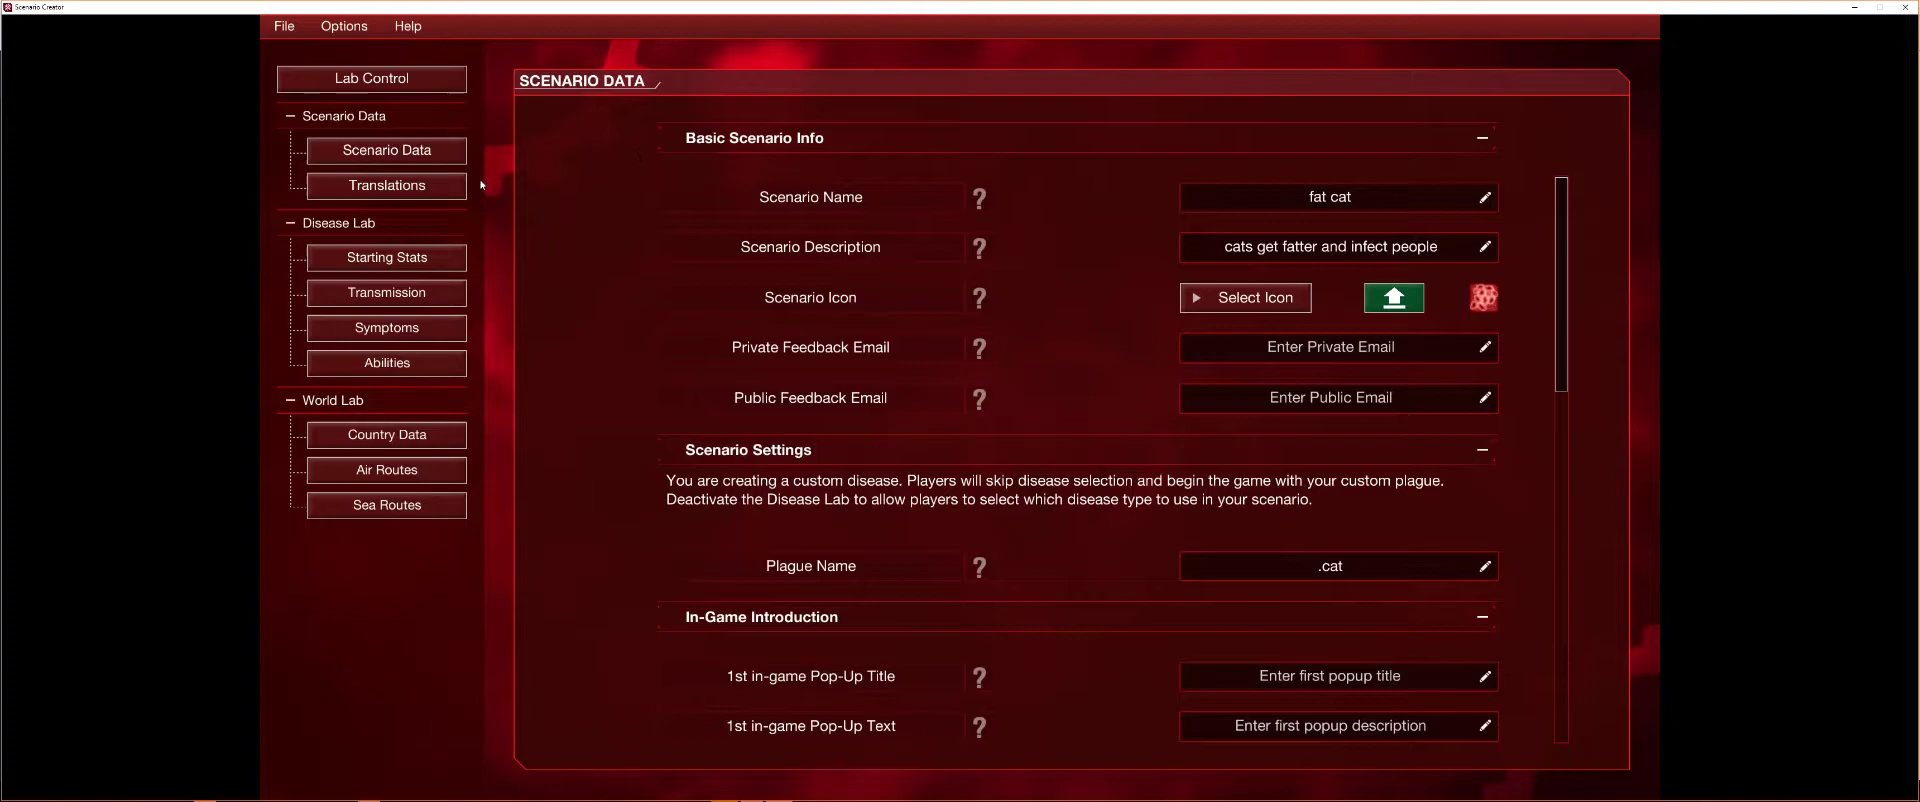 Scenario Creator
File Options Help
Lab Control
Scenario Data
Scenario Data
Translations
Disease Lab
Starting Stats
Transmission
Symptoms
Abilities
World Lab
Country Data
Air Routes
Sea Routes
SCENARIO DATA
Basic Scenario Info
Scenario Name ? fat cat
Scenario Description ? cats get fatter and infect people
Scenario Icon ? Select Icon
Private Feedback Email ? Enter Private Email
Public Feedback Email ? Enter Public Email
Scenario Settings
You are creating a custom disease. Players will skip disease selection and begin the game with your custom plague.
Deactivate the Disease Lab to allow players to select which disease type to use in your scenario.
Plague Name ? .cat
In-Game Introduction
1st in-game Pop-Up Title ? Enter first popup title
1st in-game Pop-Up Text ? Enter first popup description